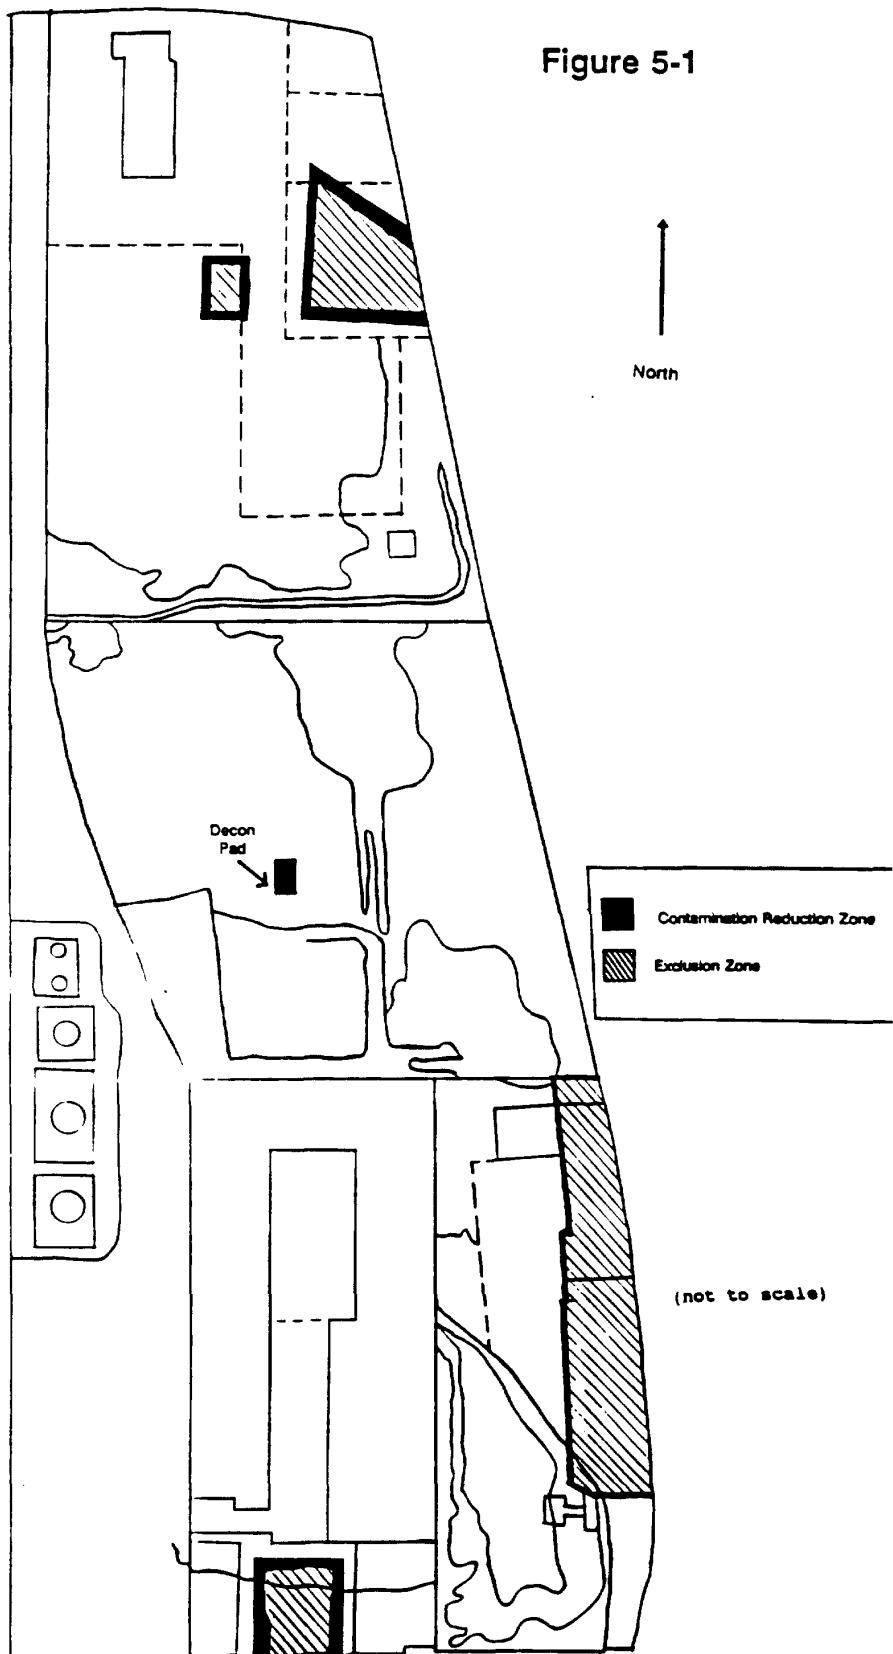 Figure 5-1
North
Decon
Pad
Contamination Reduction Zone
Exclusion Zone
(not to scale)